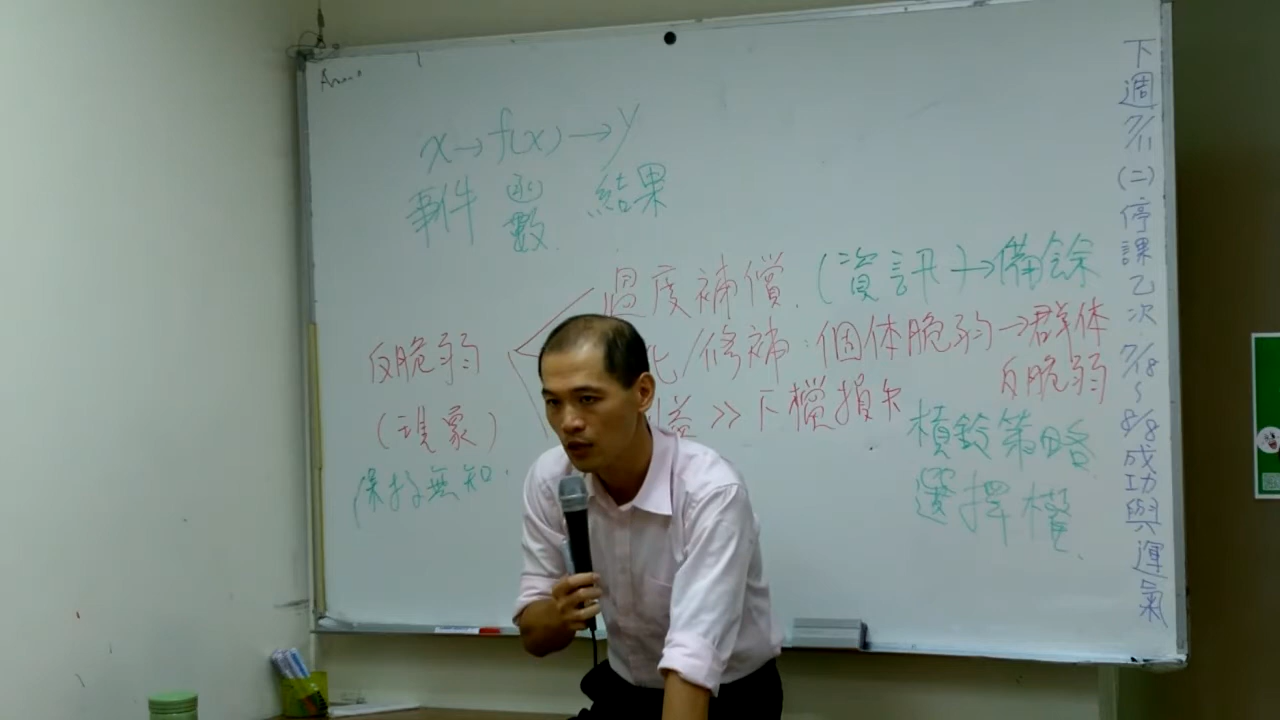 x→f(x)→y
事件 函數 結果
過度補償.(資訊)→備餘
反脆弱
(現象)
保持無知.
化/修補:個体脆弱→群体
反脆弱
益>>下檔損失
槓鈴策略
選擇權
下週7/11(二)停課乙次 7/18~8/8成功與運氣